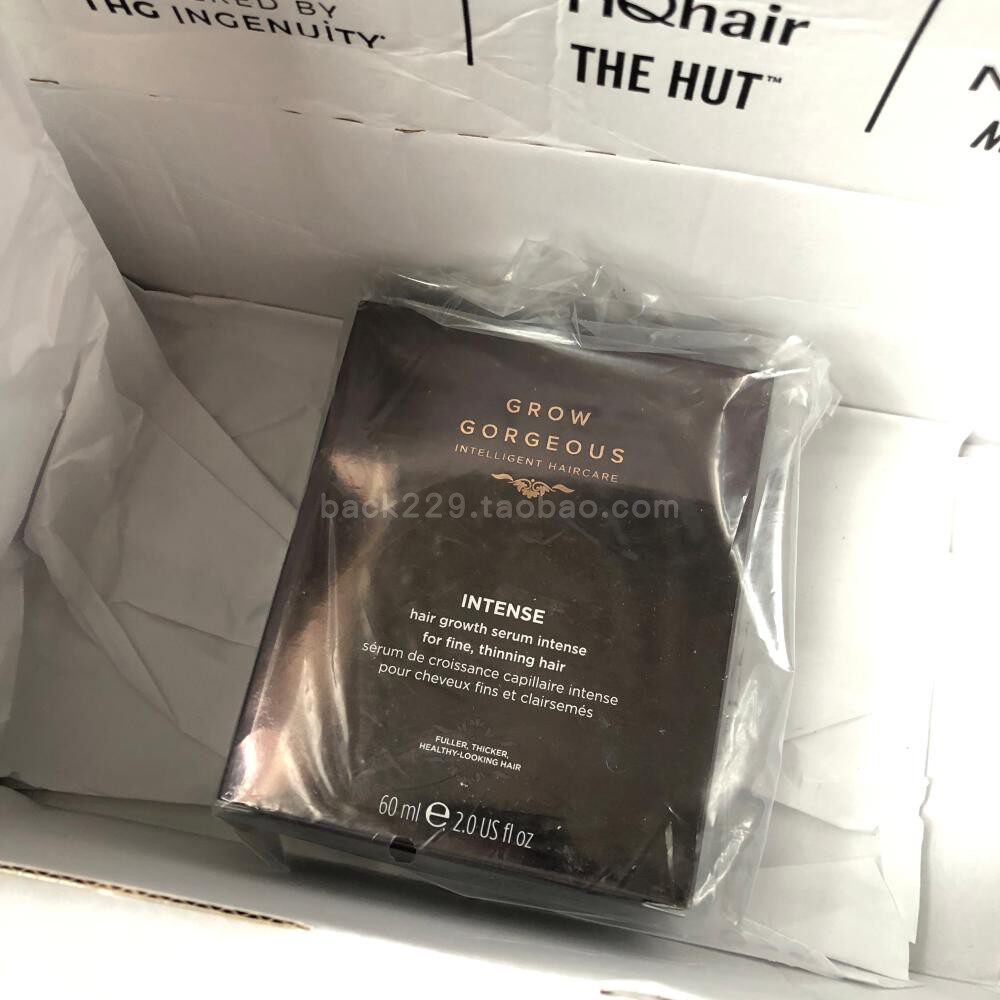 THG INGENUITY
HQhair
THE HUT™
GROW
GORGEOUS
INTELLIGENT HAIRCARE
back229.taobao.com
INTENSE
hair growth serum intense
for fine, thinning hair
sérum de croissance capillaire intense
pour cheveux fins et clairsemés
FULLER, THICKER,
HEALTHY-LOOKING HAIR
60 ml e 2.0 US fl oz